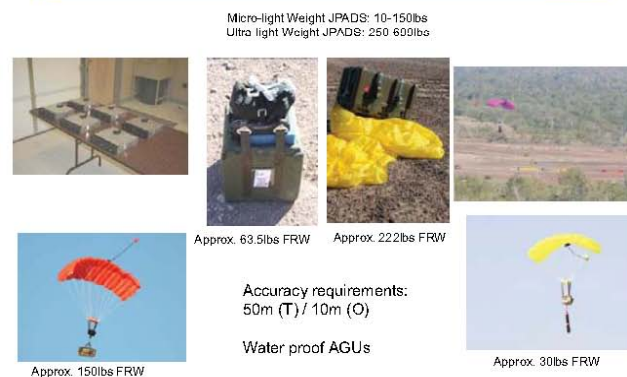 Micro-light Weight JPADS: 10-150lbs
Ultra light Weight JPADS: 250-699lbs
Approx. 63.5lbs FRW
Approx. 222lbs FRW
Accuracy requirements:
50m (T) / 10m (O)
Water proof AGUs
Approx. 150lbs FRW
Approx. 30lbs FRW